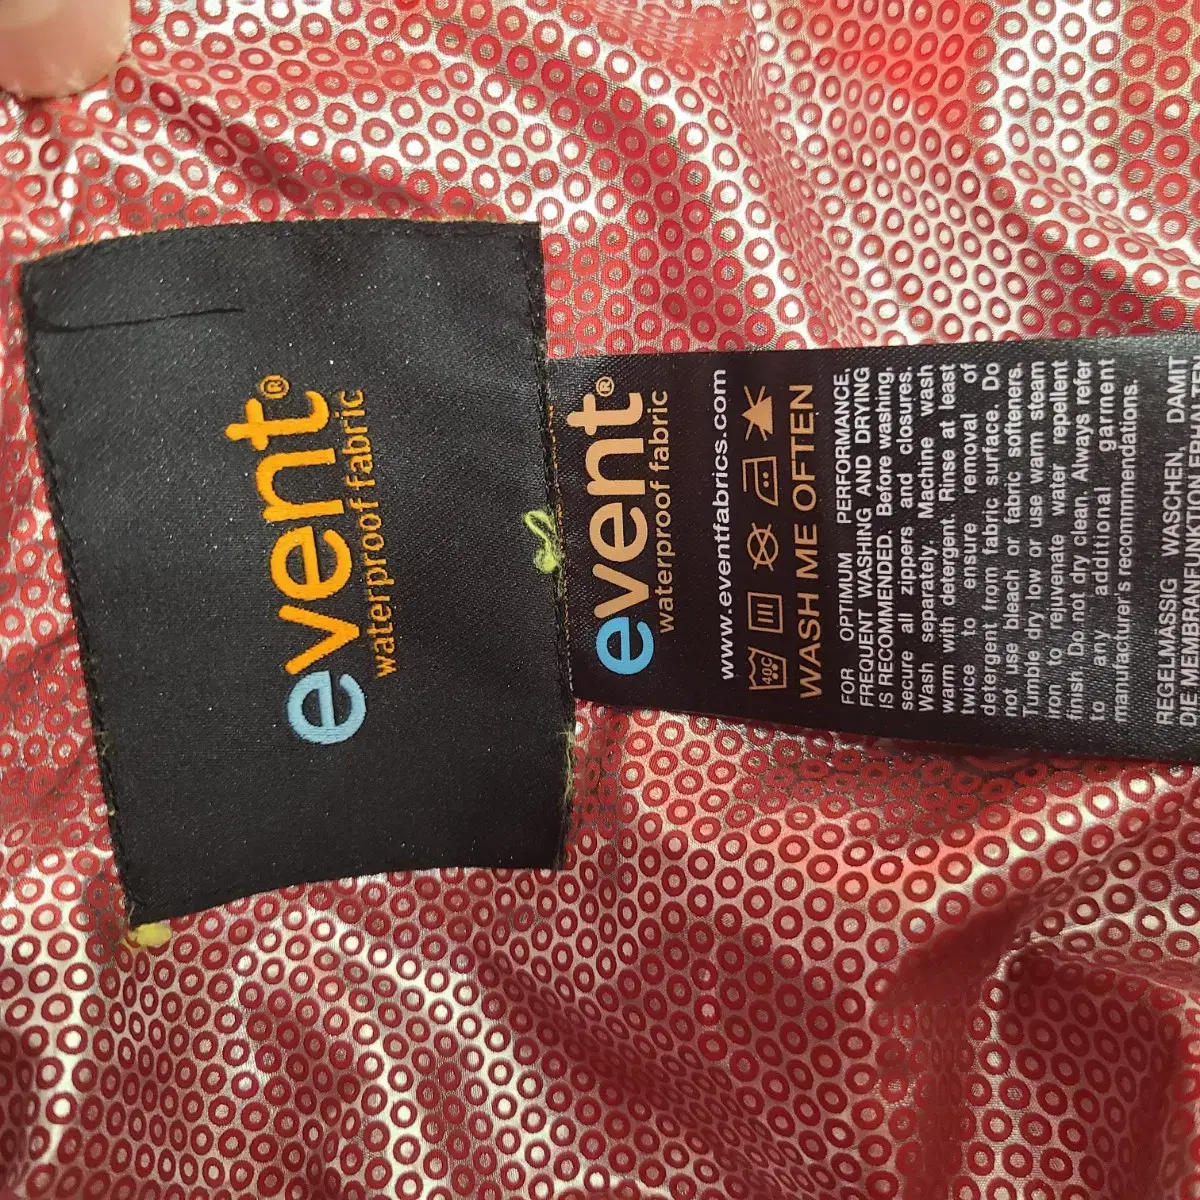 event®
waterproof fabric
event®
waterproof fabric
www.eventfabrics.com
40C
WASH ME OFTEN
FOR OPTIMUM PERFORMANCE,
FREQUENT WASHING AND DRYING
IS RECOMMENDED. Before washing,
secure all zippers and closures.
Wash separately. Machine wash
warm with detergent. Rinse at least
twice to ensure removal of
detergent from fabric surface. Do
not use bleach or fabric softeners.
Tumble dry low or use warm steam
iron to rejuvenate water repellent
finish. Do not dry clean. Always refer
to any additional garment
manufacturer's recommendations.
REGELMASSIG WASCHEN, DAMIT
DIE MEMBRANEFUNKTION